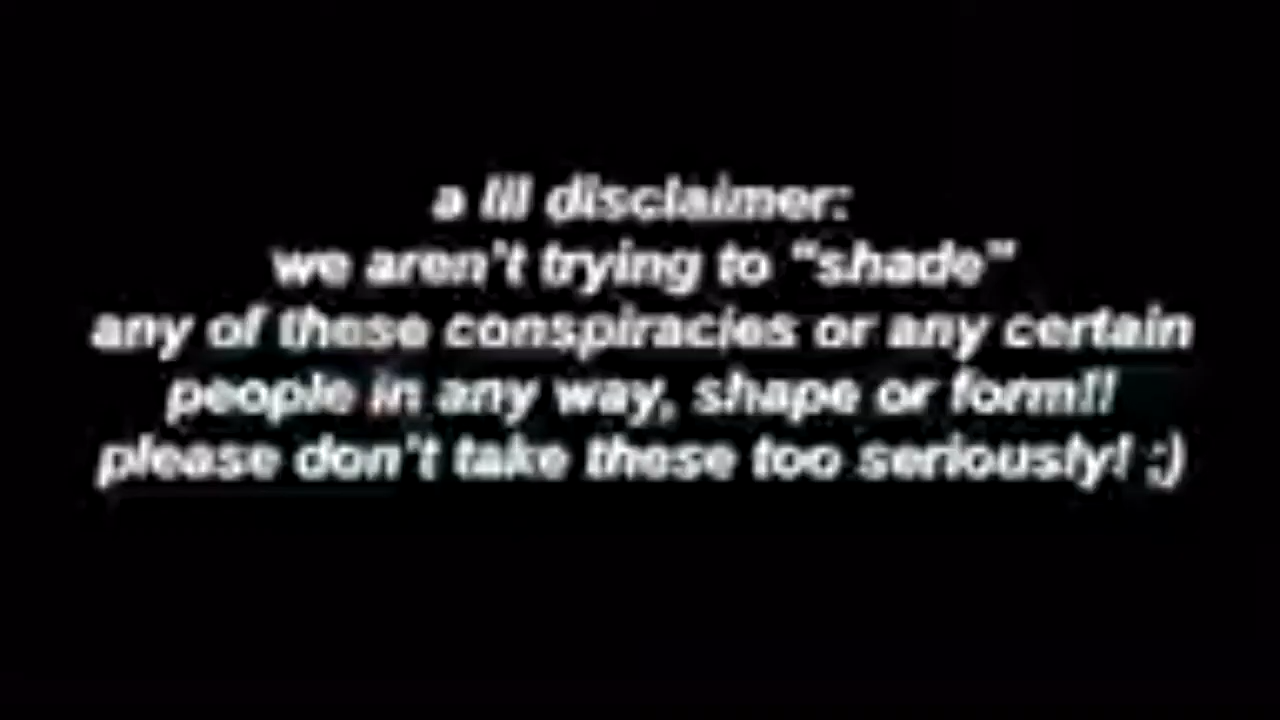 a lil disclaimer:
we aren't trying to "shade"
any of these conspiracies or any certain
people in any way, shape or form!!
please don't take these too seriously! ;)